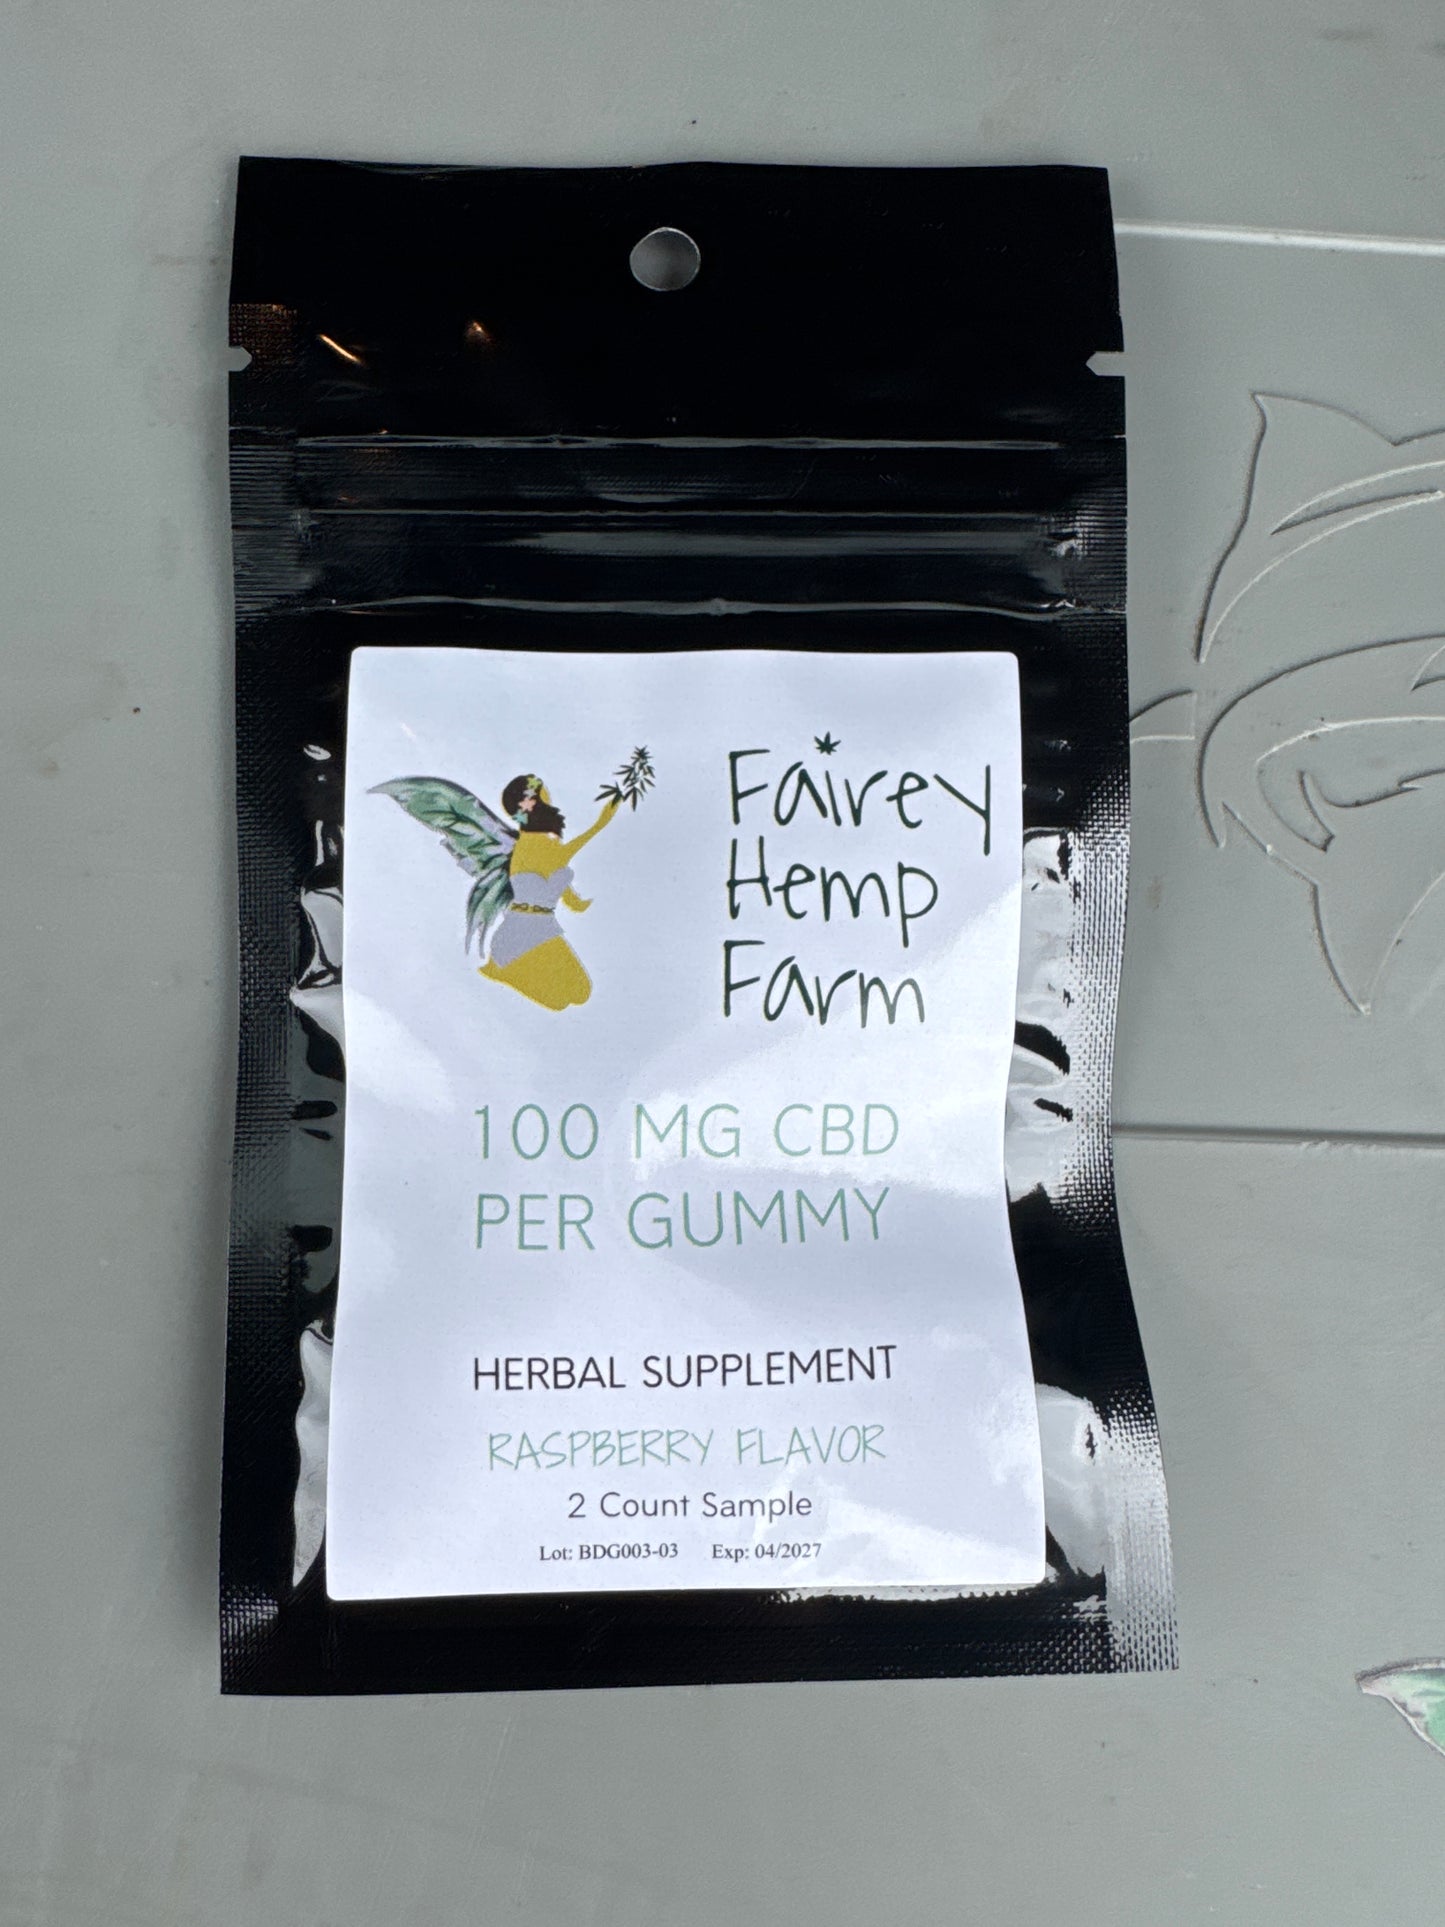 Fairey
Hemp
Farm
100 MG CBD
PER GUMMY
HERBAL SUPPLEMENT
RASPBERRY FLAVOR
2 Count Sample
Lot: BDG003-03 Exp: 04/2027